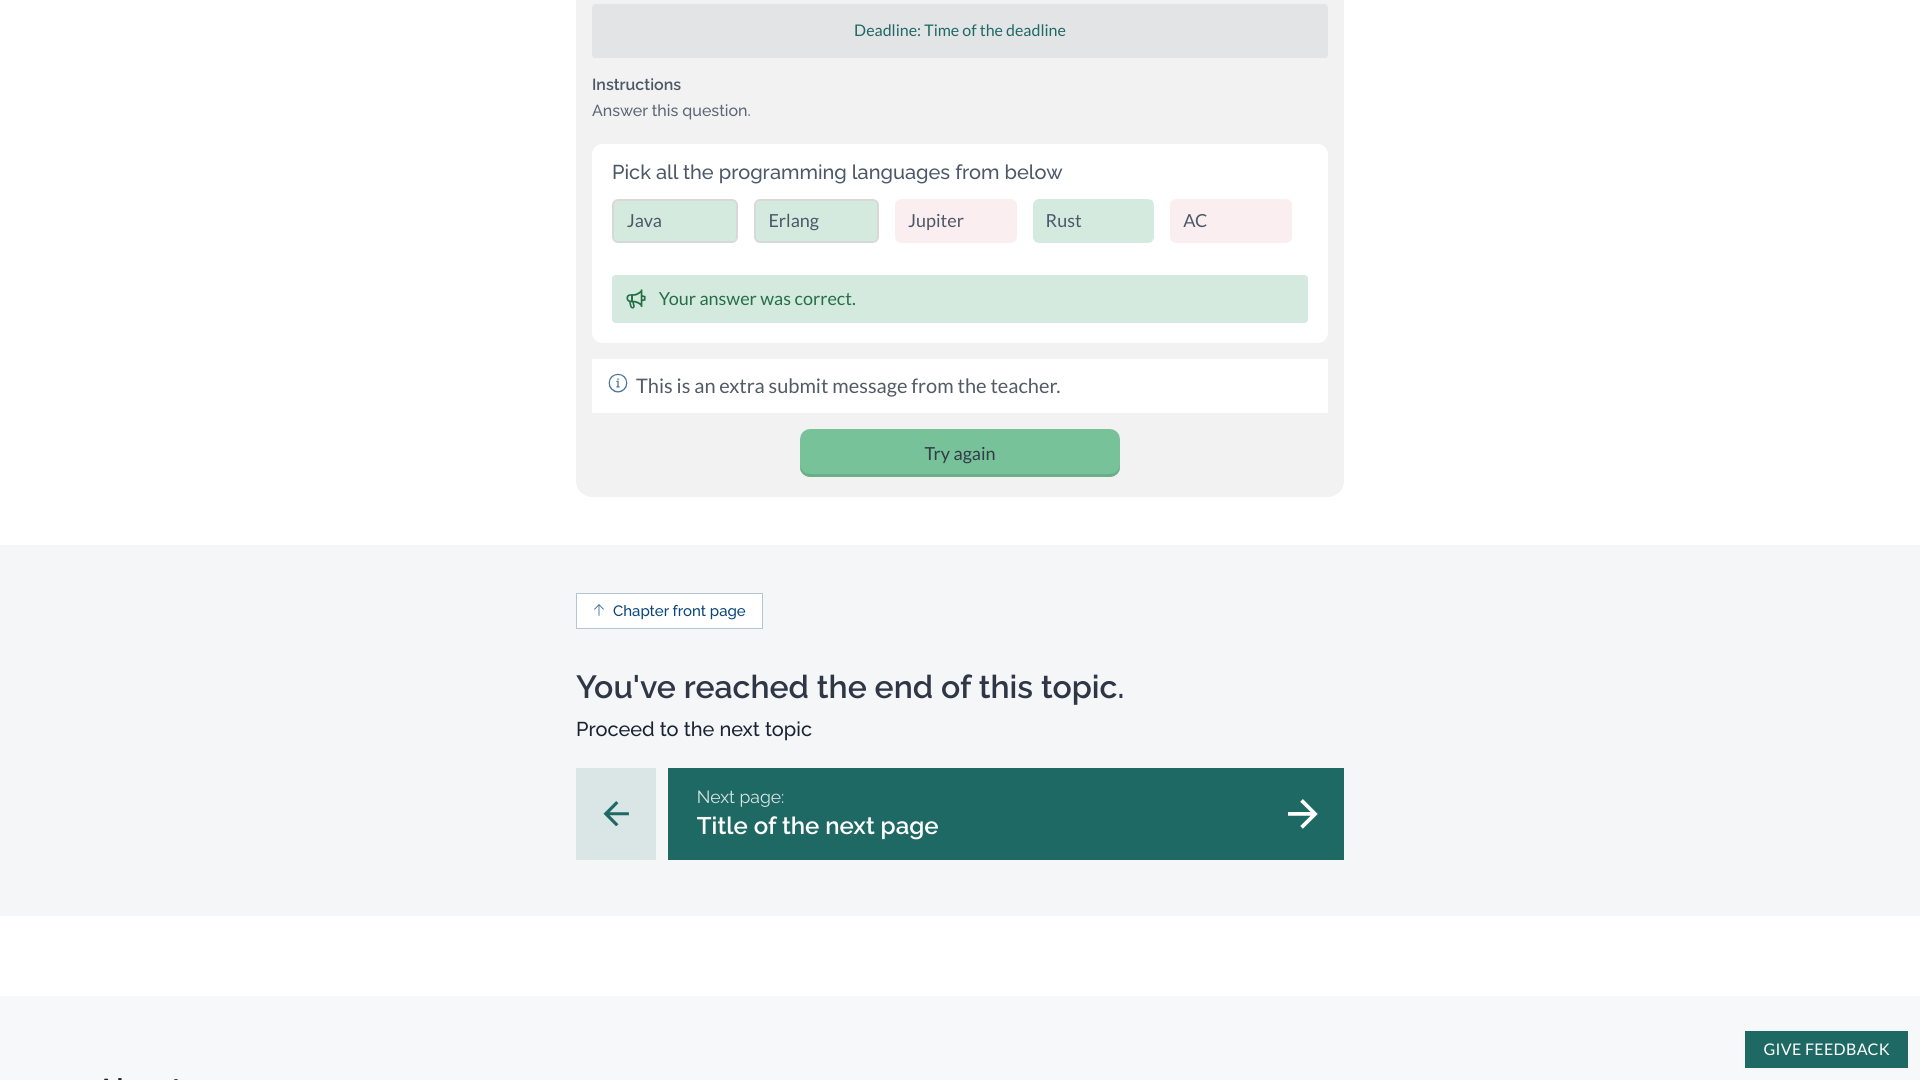 Deadline: Time of the deadline
Instructions
Answer this question.
Pick all the programming languages from below
Java
Erlang
Jupiter
Rust
AC
Your answer was correct.
This is an extra submit message from the teacher.
Try again
Chapter front page
You've reached the end of this topic.
Proceed to the next topic
Next page:
Title of the next page
GIVE FEEDBACK